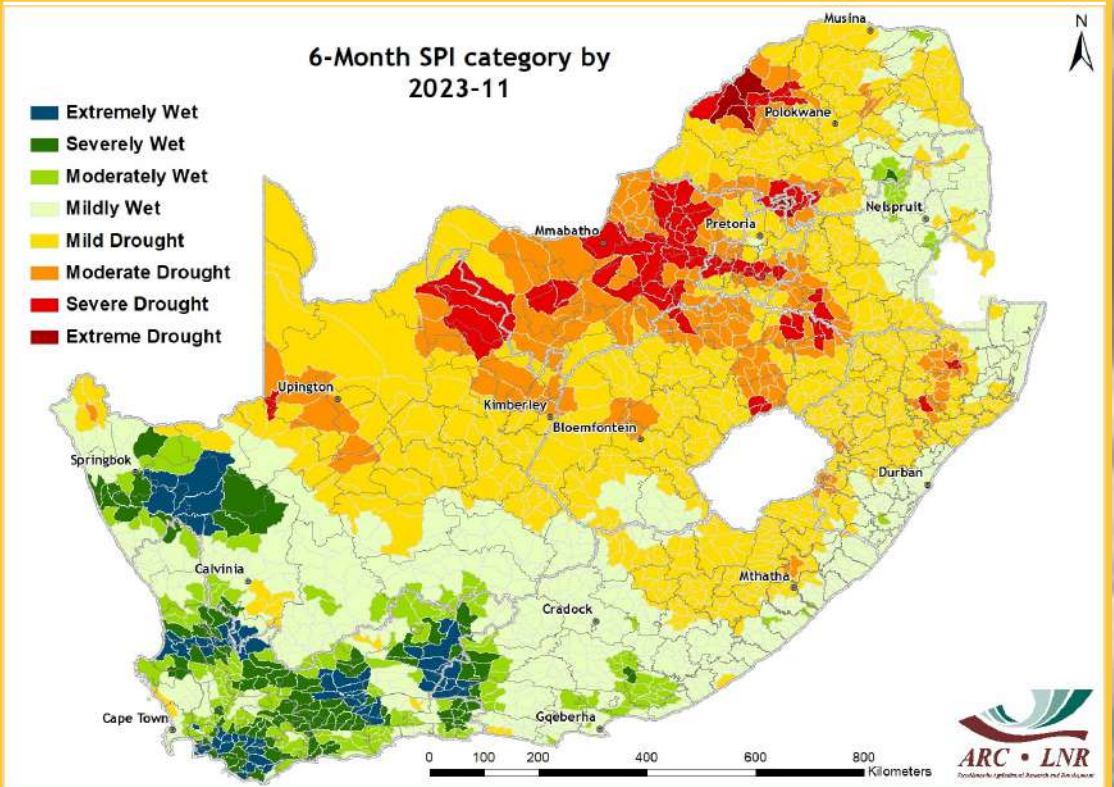 6-Month SPI category by
2023-11
N
Extremely Wet
Severely Wet
Moderately Wet
Mildly Wet
Mild Drought
Moderate Drought
Severe Drought
Extreme Drought
Musina
Polokwane
Nelspruit
Pretoria
Mmabatho
Upington
Kimberley
Bloemfontein
Springbok
Durban
Calvinia
Mthatha
Cradock
Cape Town
Gqeberha
0 100 200 400 600 800
Kilometers
ARC • LNR